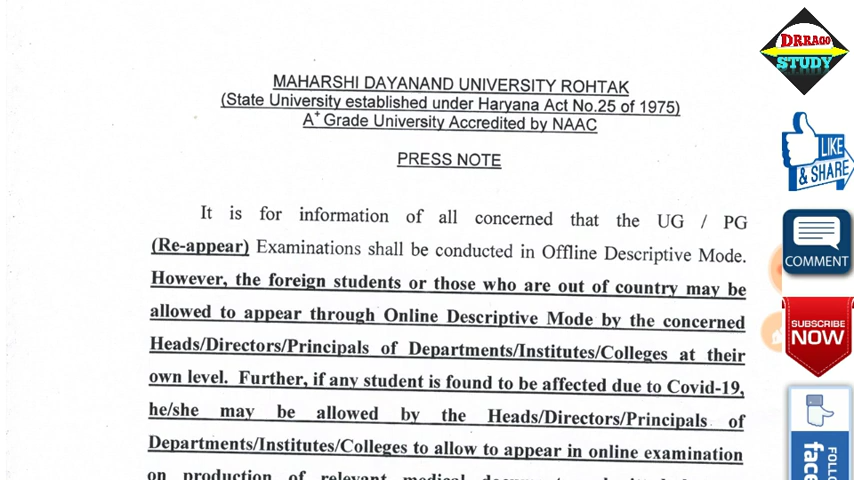 MAHARSHI DAYANAND UNIVERSITY ROHTAK
(State University established under Haryana Act No.25 of 1975)
A+ Grade University Accredited by NAAC
PRESS NOTE
It is for information of all concerned that the UG / PG
(Re-appear) Examinations shall be conducted in Offline Descriptive Mode.
However, the foreign students or those who are out of country may be
allowed to appear through Online Descriptive Mode by the concerned
Heads/Directors/Principals of Departments/Institutes/Colleges at their
own level. Further, if any student is found to be affected due to Covid-19,
he/she may be allowed by the Heads/Directors/Principals of
Departments/Institutes/Colleges to allow to appear in online examination
on production of relevant medical
DRRAGO
STUDY
LIKE
& SHARE
COMMENT
SUBSCRIBE
NOW
FOLL
face